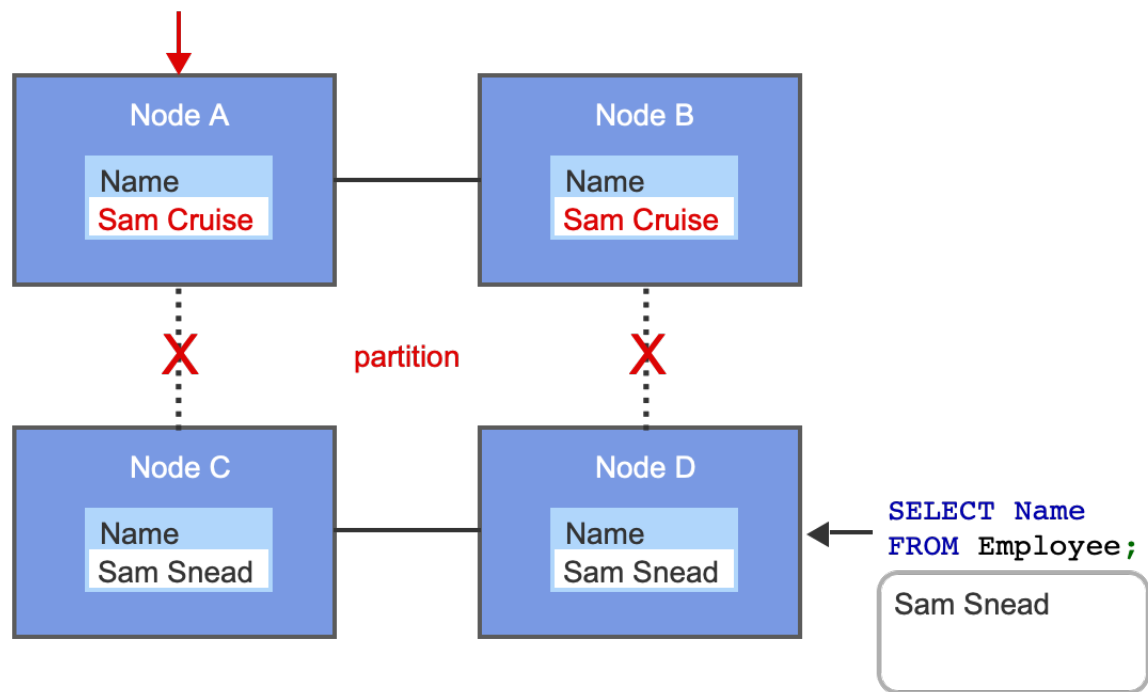 Node A
Node B
Name
Name
Sam Cruise
Sam Cruise
X
partition
X
Node C
Node D
Name
Name
Sam Snead
Sam Snead
SELECT Name
FROM Employee;
Sam Snead